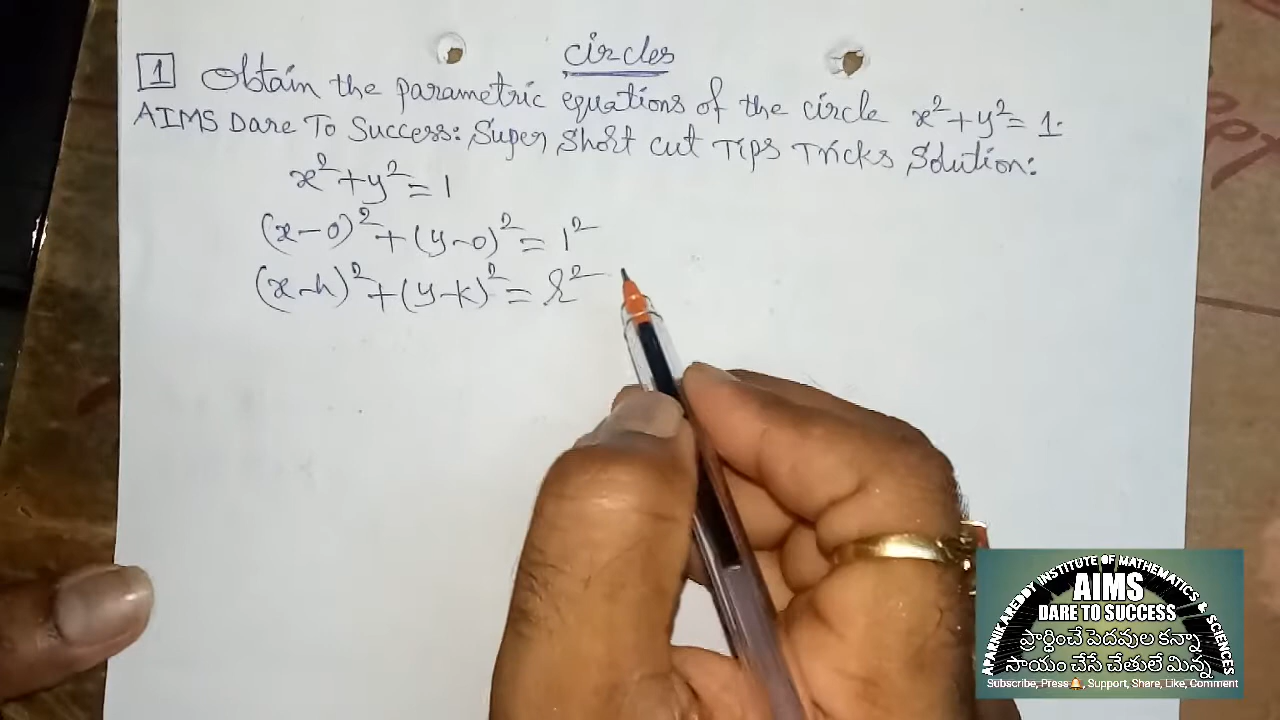 circles
1 Obtain the parametric equations of the circle x²+y²=1.
AIMS Dare To Success: Super Short cut Tips Tricks Solution:
x²+y²=1
(x-0)²+(y-0)²=1²
(x-h)²+(y-k)²=r²
APARNIKAREDDY INSTITUTE OF MATHEMATICS & SCIENCES
AIMS
DARE TO SUCCESS
ప్రార్థించే పెదవుల కన్నా
సాయం చేసే చేతులే మిన్న
Subscribe, Press🔔, Support, Share, Like, Comment